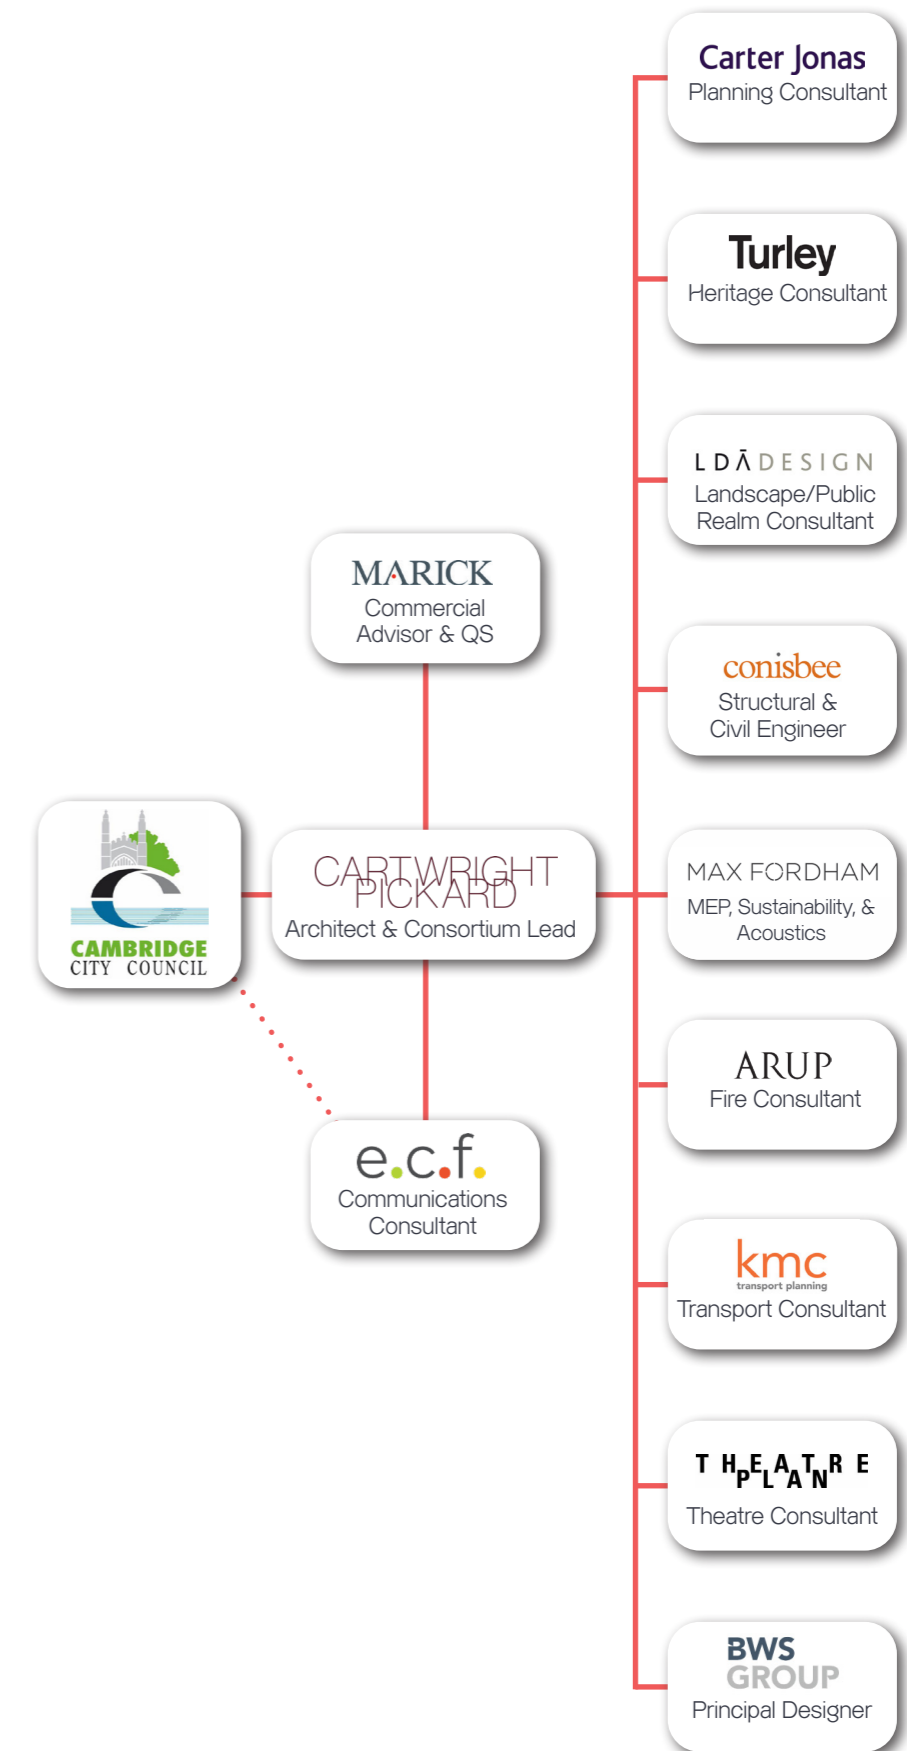 Carter Jonas
Planning Consultant
Turley
Heritage Consultant
LDĀDESIGN
Landscape/Public
Realm Consultant
MARICK
Commercial
Advisor & QS
conisbee
Structural &
Civil Engineer
CAMBRIDGE
CITY COUNCIL
CARTWRIGHT
PICKARD
Architect & Consortium Lead
MAX FORDHAM
MEP, Sustainability, &
Acoustics
ARUP
Fire Consultant
e.c.f.
Communications
Consultant
kmc
transport planning
Transport Consultant
THEATRE
PLAN
Theatre Consultant
BWS
GROUP
Principal Designer